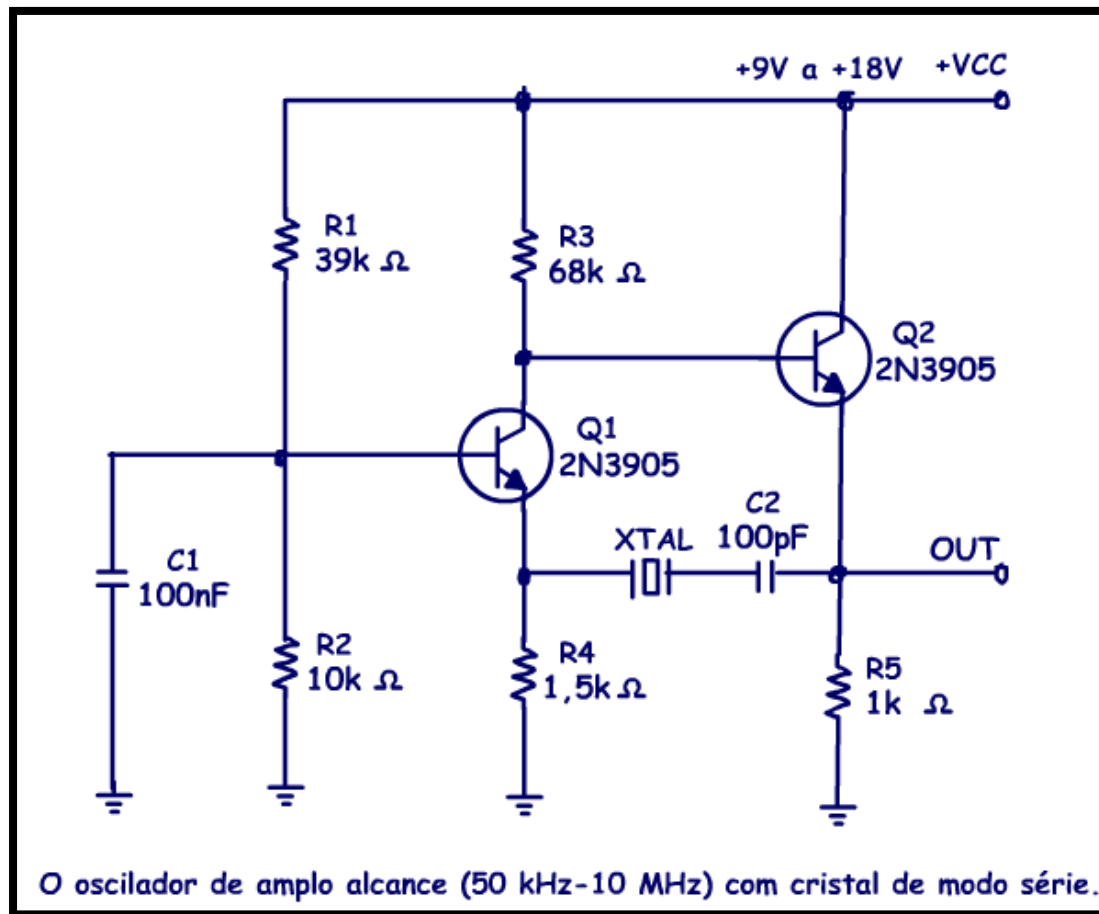 +9V a +18V +VCC
R1
39k Ω
R3
68k Ω
Q2
2N3905
Q1
2N3905
C2
100pF
XTAL
OUT
C1
100nF
R2
10k Ω
R4
1,5k Ω
R5
1k Ω
O oscilador de amplo alcance (50 kHz-10 MHz) com cristal de modo série.